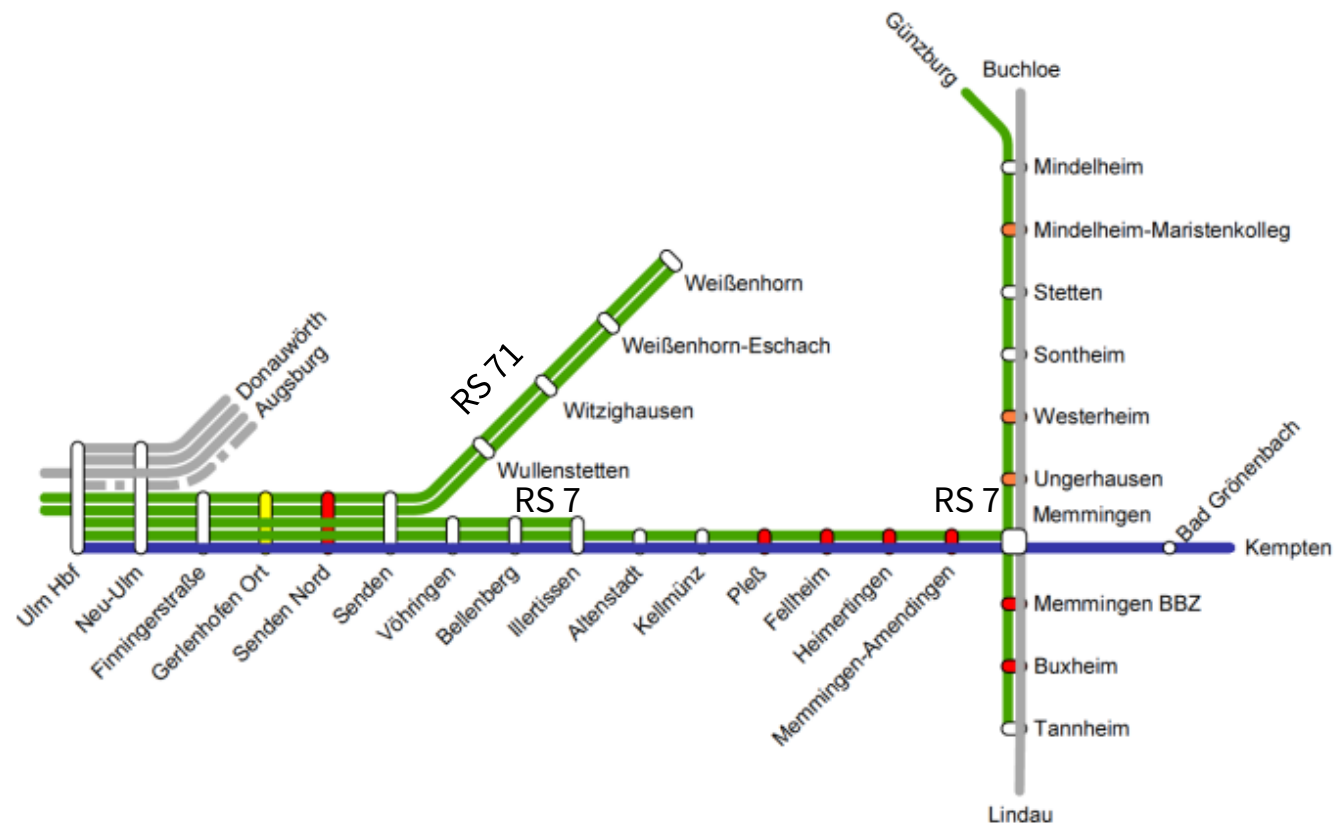 Günzburg
Buchloe
Mindelheim
Mindelheim-Maristenkolleg
Stetten
Sontheim
Westerheim
Ungerhausen
Memmingen
Bad Grönenbach
Kempten
Memmingen BBZ
Buxheim
Tannheim
Lindau
Weißenhorn
Weißenhorn-Eschach
Witzighausen
Wullenstetten
RS 71
Donauwörth
Augsburg
RS 7
RS 7
Ulm Hbf
Neu-Ulm
Finningerstraße
Gerlenhofen Ort
Senden Nord
Senden
Vöhringen
Bellenberg
Illertissen
Altenstadt
Kellmünz
Pleß
Fellheim
Heimertingen
Memmingen-Amendingen